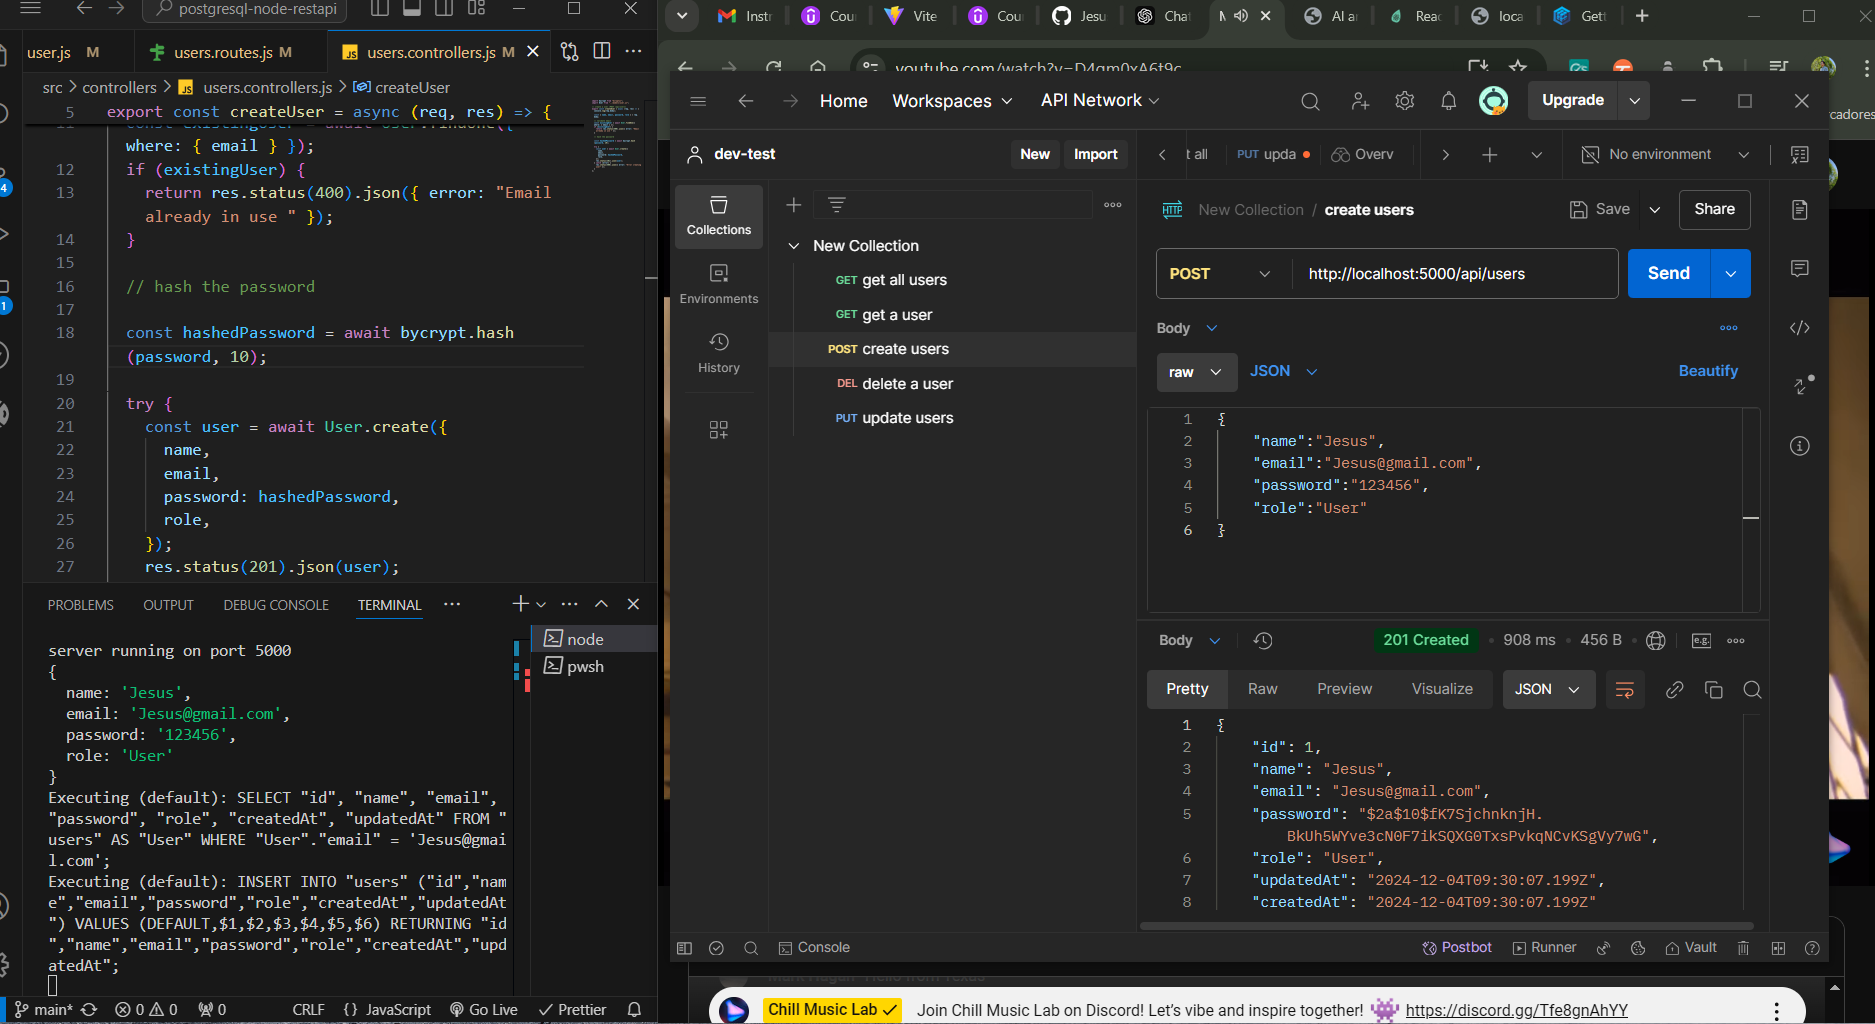 postgresql-node-restapi
user.js M
users.routes.js M
users.controllers.js M
src > controllers > JS users.controllers.js > createUser
5 export const createUser = async (req, res) => {
where: { email } });
12 if (existingUser) {
13 return res.status(400).json({ error: "Email
already in use " });
14 }
15
16 // hash the password
17
18 const hashedPassword = await bycrypt.hash
(password, 10);
19
20 try {
21 const user = await User.create({
22 name,
23 email,
24 password: hashedPassword,
25 role,
26 });
27 res.status(201).json(user);
PROBLEMS OUTPUT DEBUG CONSOLE TERMINAL
node
pwsh
server running on port 5000
{
name: 'Jesus',
email: 'Jesus@gmail.com',
password: '123456',
role: 'User'
}
Executing (default): SELECT "id", "name", "email",
"password", "role", "createdAt", "updatedAt" FROM "
users" AS "User" WHERE "User"."email" = 'Jesus@gmai
l.com';
Executing (default): INSERT INTO "users" ("id","nam
e","email","password","role","createdAt","updatedAt
") VALUES (DEFAULT,$1,$2,$3,$4,$5,$6) RETURNING "id
","name","email","password","role","createdAt","upd
atedAt";
main* 0 0 0 CRLF {} JavaScript Go Live Prettier
4
1
Instr Cour Vite Cour Jesu Chat AI a Reac loca Gett
Home Workspaces API Network Upgrade
cadores
dev-test New Import
t all PUT upda Overv No environment
Collections
Environments
History
New Collection
GET get all users
GET get a user
POST create users
DEL delete a user
PUT update users
HTTP New Collection / create users Save Share
POST http://localhost:5000/api/users Send
Body
raw JSON Beautify
1 {
2 "name":"Jesus",
3 "email":"Jesus@gmail.com",
4 "password":"123456",
5 "role":"User"
6 }
Body 201 Created 908 ms 456 B e.g.
Pretty Raw Preview Visualize JSON
1 {
2 "id": 1,
3 "name": "Jesus",
4 "email": "Jesus@gmail.com",
5 "password": "$2a$10$fK7SjchnknjH.
BkUh5WYve3cN0F7ikSQXG0TxsPvkqNCvKSgVy7wG",
6 "role": "User",
7 "updatedAt": "2024-12-04T09:30:07.199Z",
8 "createdAt": "2024-12-04T09:30:07.199Z"
Console Postbot Runner Vault
Chill Music Lab Join Chill Music Lab on Discord! Let's vibe and inspire together! https://discord.gg/Tfe8gnAhYY